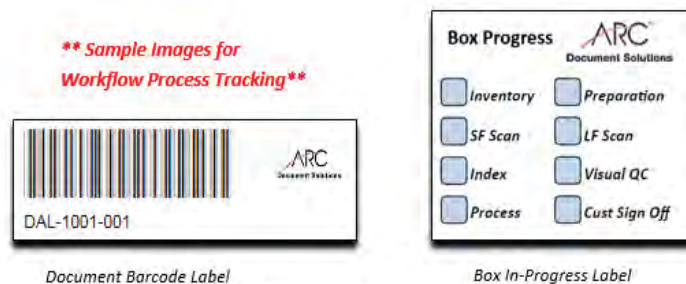 ** Sample Images for
Workflow Process Tracking**
ARC
Document Solutions
DAL-1001-001
Document Barcode Label
Box Progress
ARC
Document Solutions
Inventory
Preparation
SF Scan
LF Scan
Index
Visual QC
Process
Cust Sign Off
Box In-Progress Label